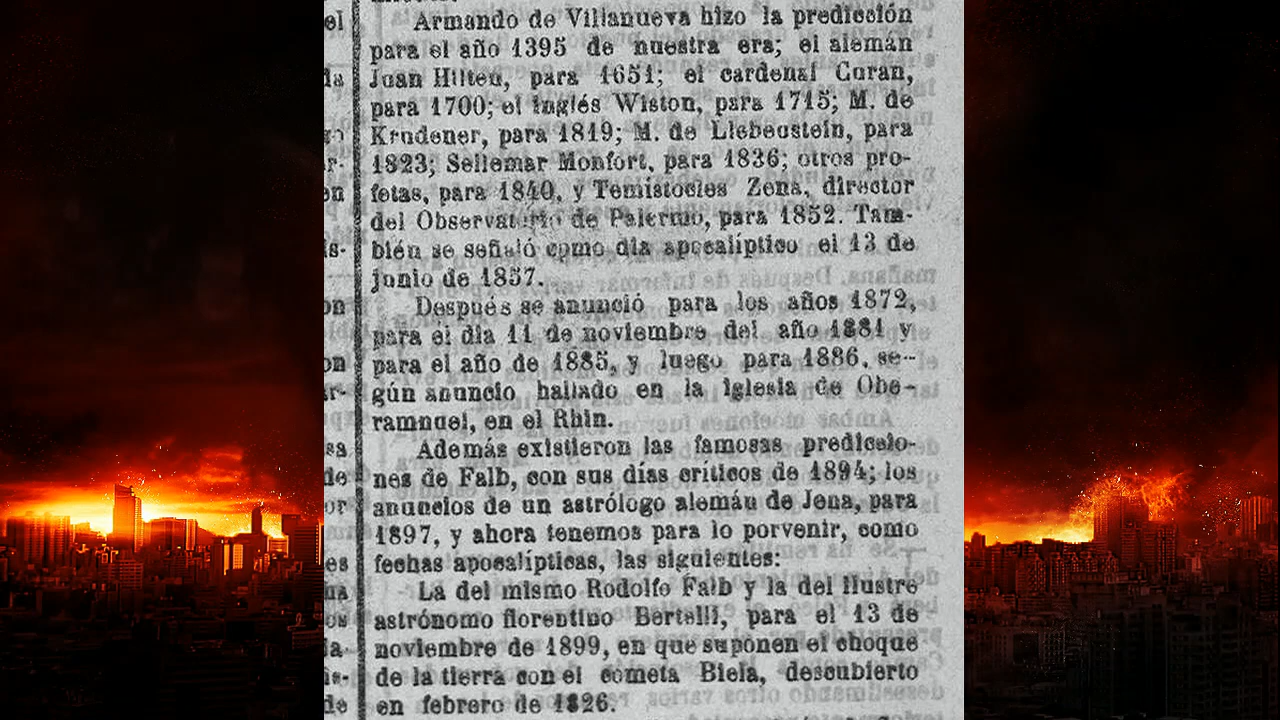 Armando de Villanueva hizo la predicción
para el año 1395 de nuestra era; el alemán
Juan Hilten, para 1651; el cardenal Curan,
para 1700; el inglés Wiston, para 1715; M. de
Krudener, para 1819; M. de Liebenstein, para
1823; Sellemar Monfort, para 1836; otros pro-
fetas, para 1840, y Temistocles Zena, director
del Observatorio de Palermo, para 1852. Tam-
bién se señaló como dia apocalíptico el 13 de
junio de 1857.
Después se anunció para los años 1872,
para el dia 11 de noviembre del año 1881 y
para el año de 1885, y luego para 1886, se-
gún anuncio hallado en la iglesia de Obe-
ramnuel, en el Rhin.
Además existieron las famosas prediccio-
nes de Falb, con sus días críticos de 1894; los
anuncios de un astrólogo alemán de Jena, para
1897, y ahora tenemos para lo porvenir, como
fechas apocalípticas, las siguientes:
La del mismo Rodolfo Falb y la del ilustre
astrónomo florentino Bertelli, para el 13 de
noviembre de 1899, en que suponen el choque
de la tierra con el cometa Biela, descubierto
en febrero de 1826.